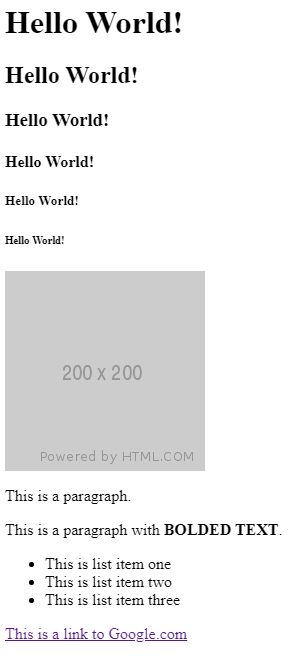 Hello World!
Hello World!
Hello World!
Hello World!
Hello World!
Hello World!
200 x 200
Powered by HTML.COM
This is a paragraph.
This is a paragraph with BOLDED TEXT.
This is list item one
This is list item two
This is list item three
This is a link to Google.com